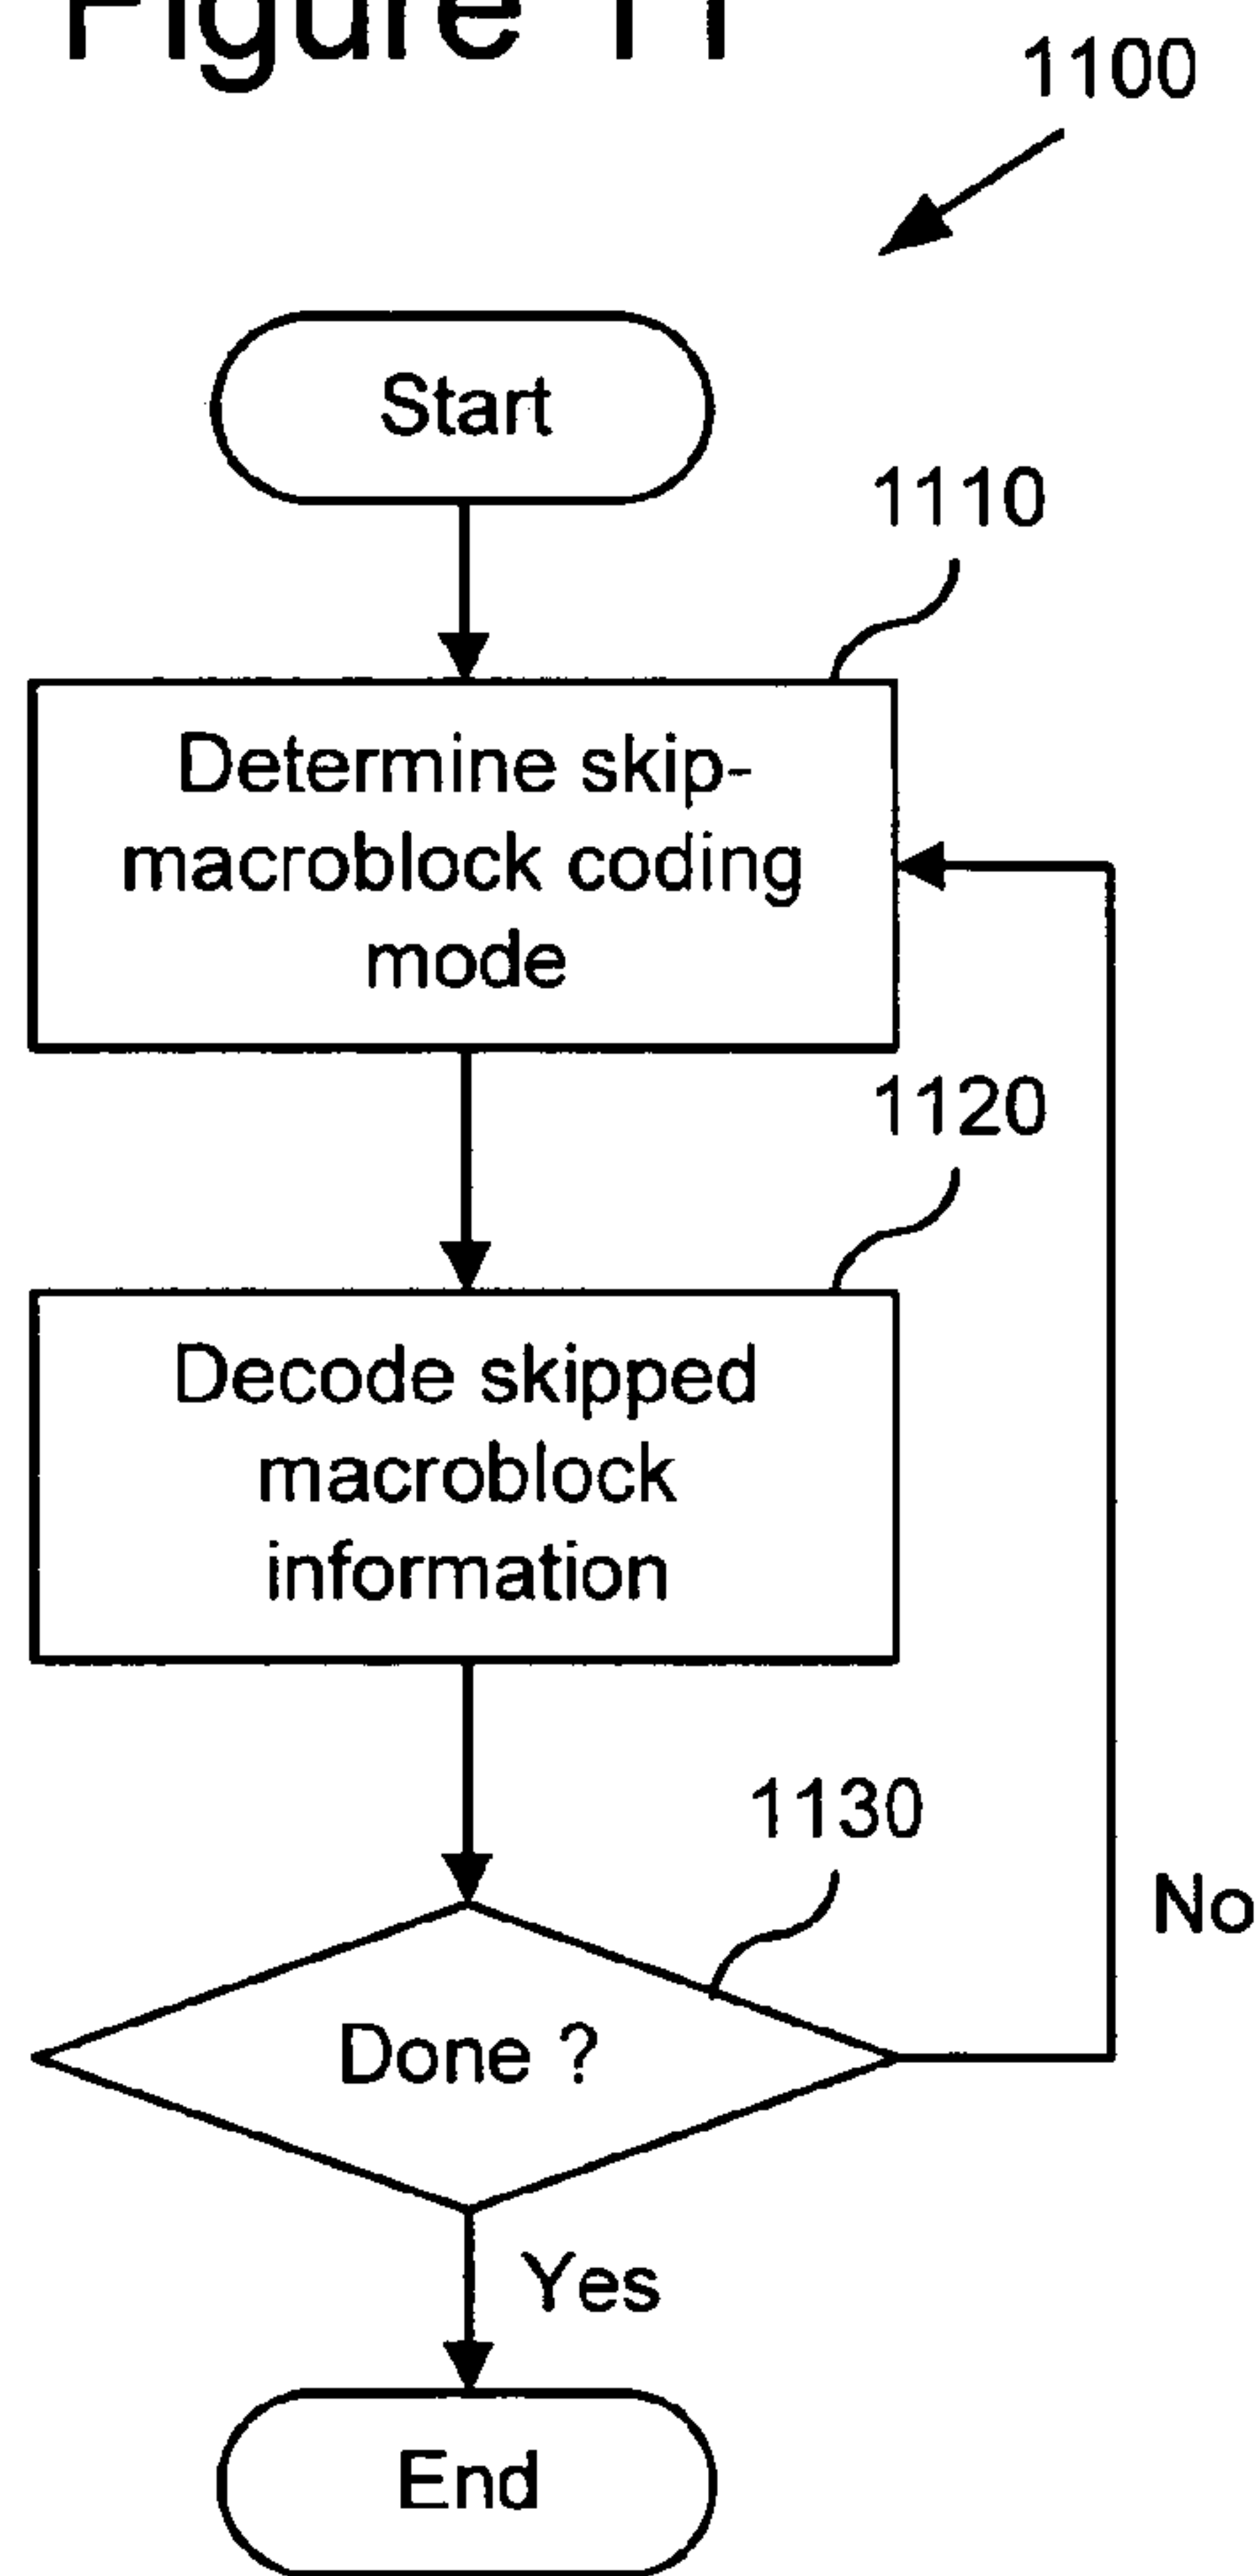 Figure 11
1100
Start
1110
Determine skip-
macroblock coding
mode
1120
Decode skipped
macroblock
information
1130
Done ?
No
Yes
End